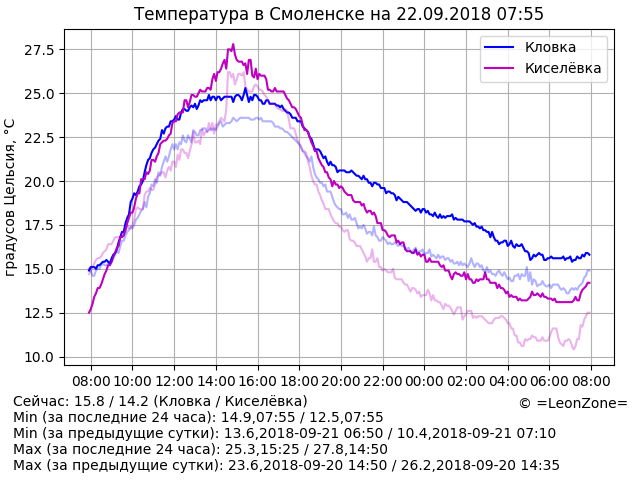 Температура в Смоленске на 22.09.2018 07:55
27.5
25.0
22.5
20.0
17.5
15.0
12.5
10.0
градусов Цельсия, °C
Кловка
Киселёвка
08:00 10:00 12:00 14:00 16:00 18:00 20:00 22:00 00:00 02:00 04:00 06:00 08:00
Сейчас: 15.8 / 14.2 (Кловка / Киселёвка)
© =LeonZone=
Min (за последние 24 часа): 14.9,07:55 / 12.5,07:55
Min (за предыдущие сутки): 13.6,2018-09-21 06:50 / 10.4,2018-09-21 07:10
Max (за последние 24 часа): 25.3,15:25 / 27.8,14:50
Max (за предыдущие сутки): 23.6,2018-09-20 14:50 / 26.2,2018-09-20 14:35